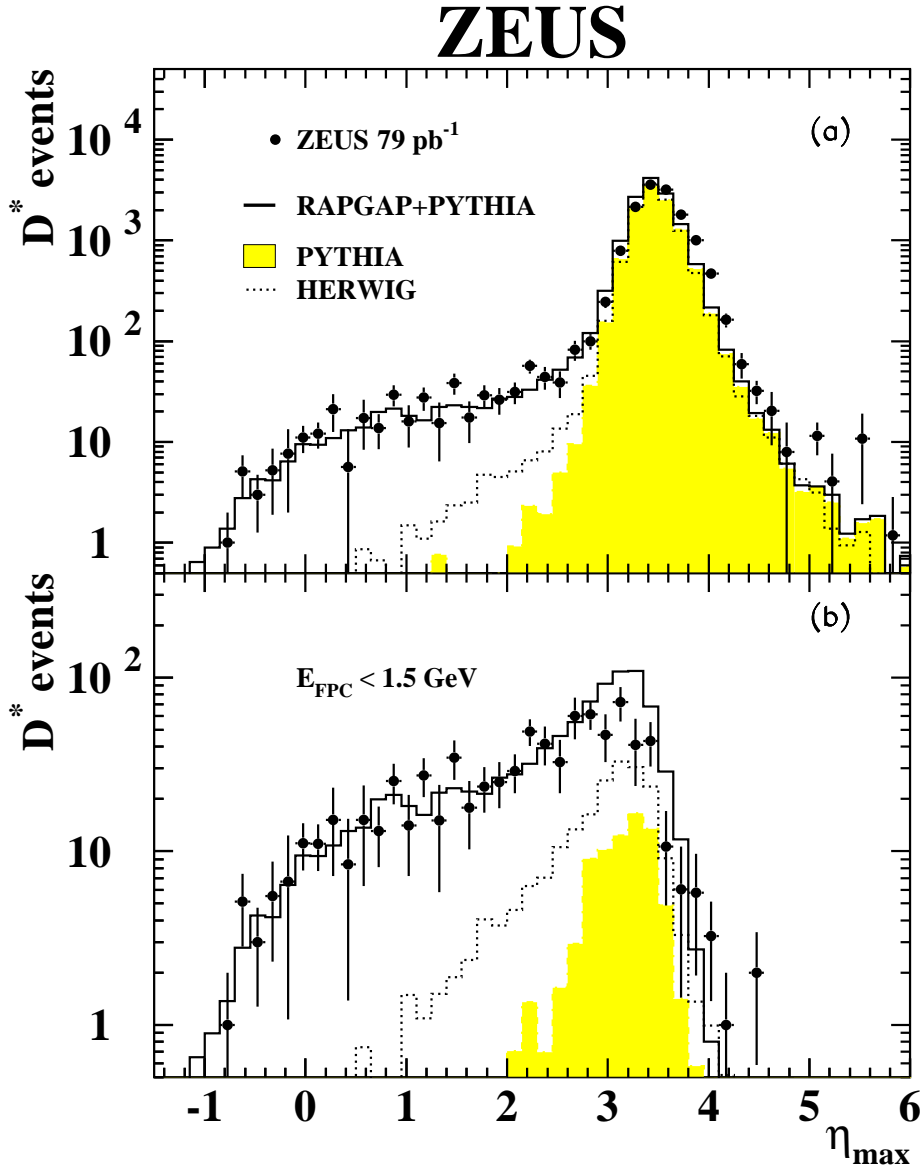 ZEUS
D* events
10^4
10^3
10^2
10
1
(a)
ZEUS 79 pb^-1
RAPGAP+PYTHIA
PYTHIA
HERWIG
D* events
10^2
10
1
(b)
E_FPC < 1.5 GeV
-1 0 1 2 3 4 5 6
η_max